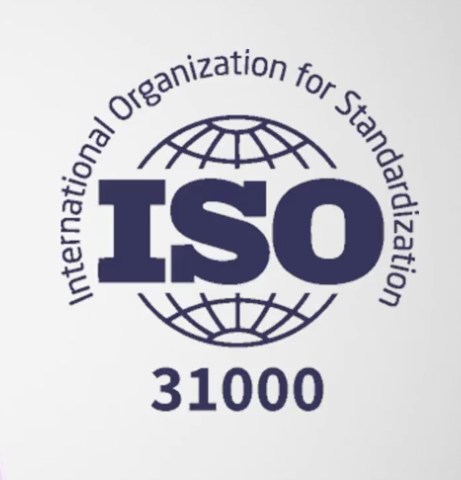 International Organization for Standardization
ISO
31000